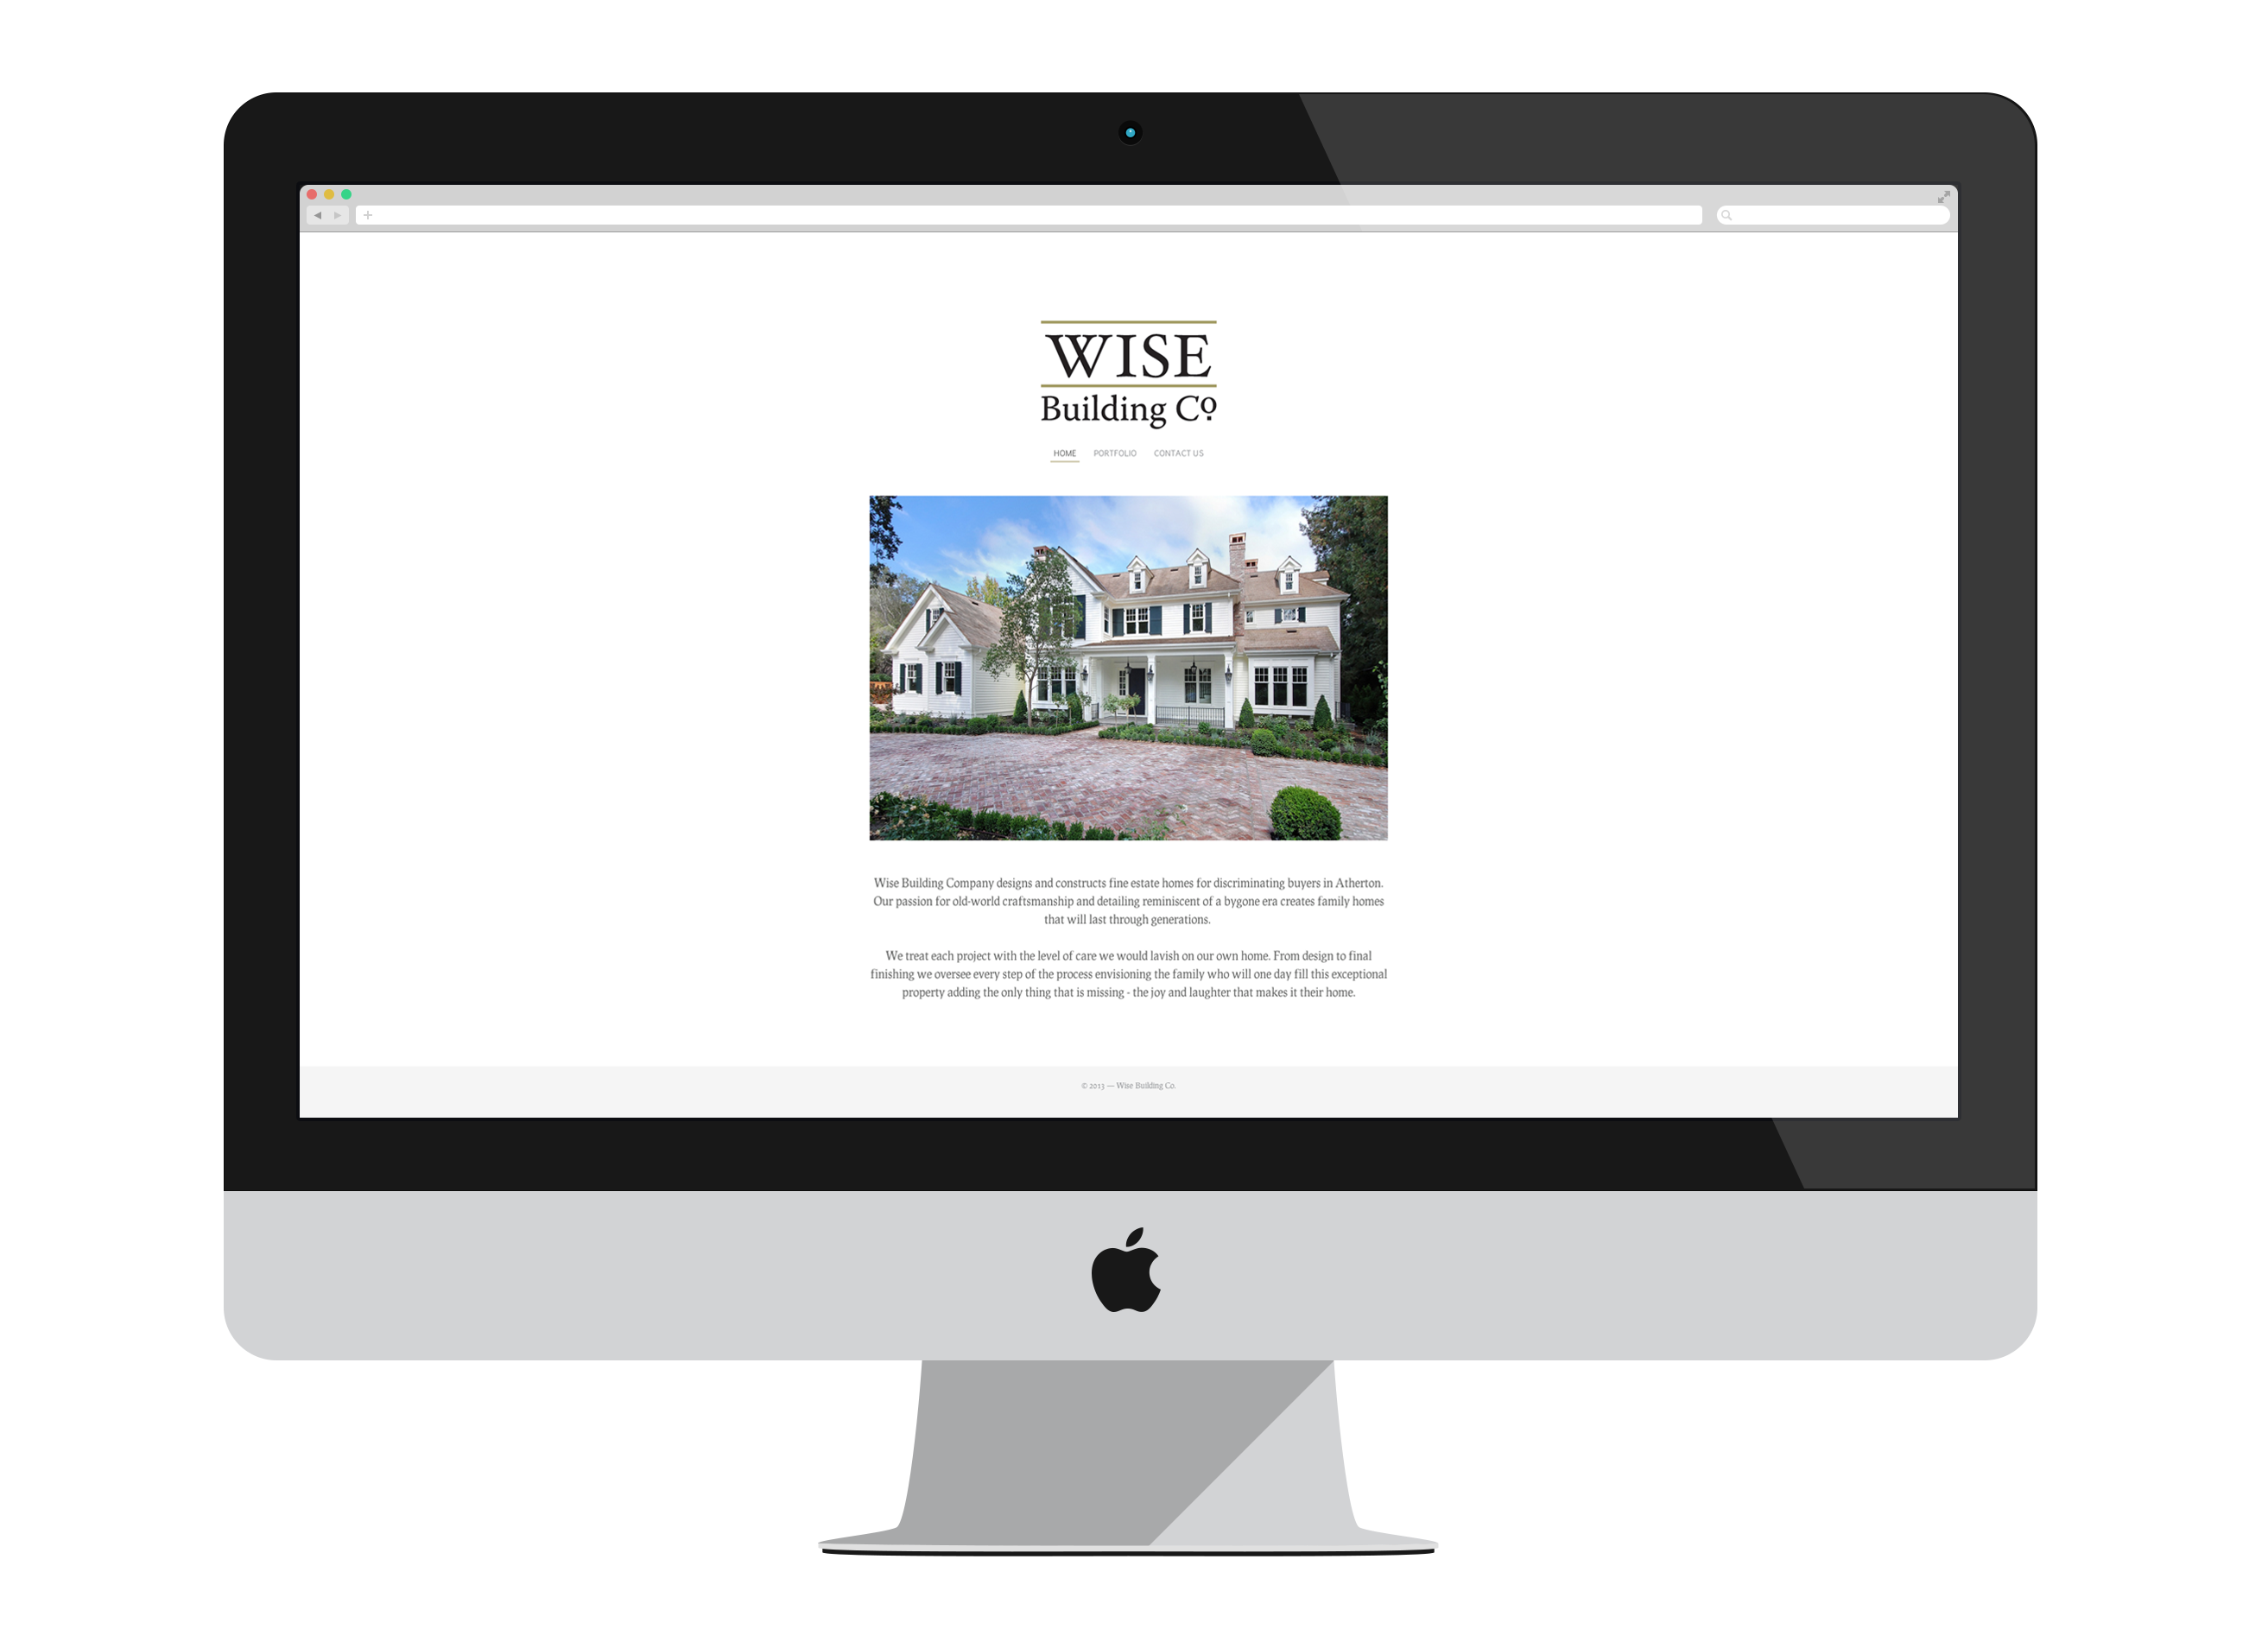 WISE
Building Cº
HOME PORTFOLIO CONTACT US
Wise Building Company designs and constructs fine estate homes for discriminating buyers in Atherton.
Our passion for old-world craftsmanship and detailing reminiscent of a bygone era creates family homes
that will last through generations.
We treat each project with the level of care we would lavish on our own home. From design to final
finishing we oversee every step of the process envisioning the family who will one day fill this exceptional
property adding the only thing that is missing - the joy and laughter that makes it their home.
© 2013 — Wise Building Co.